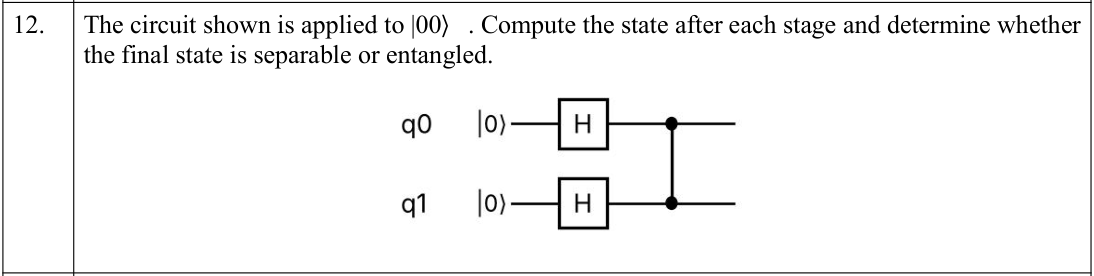 12. The circuit shown is applied to |00⟩ . Compute the state after each stage and determine whether
the final state is separable or entangled.
q0 |0⟩ H
q1 |0⟩ H